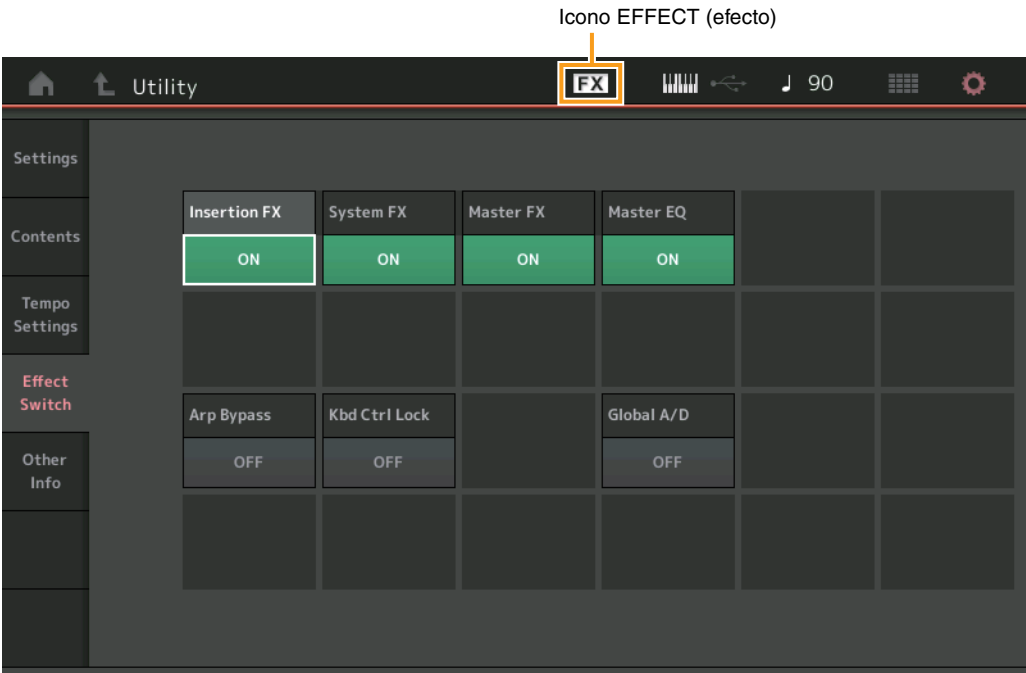 Icono EFFECT (efecto)
Utility
FX
90
Settings
Contents
Tempo
Settings
Effect
Switch
Other
Info
Insertion FX
System FX
Master FX
Master EQ
ON
ON
ON
ON
Arp Bypass
Kbd Ctrl Lock
Global A/D
OFF
OFF
OFF